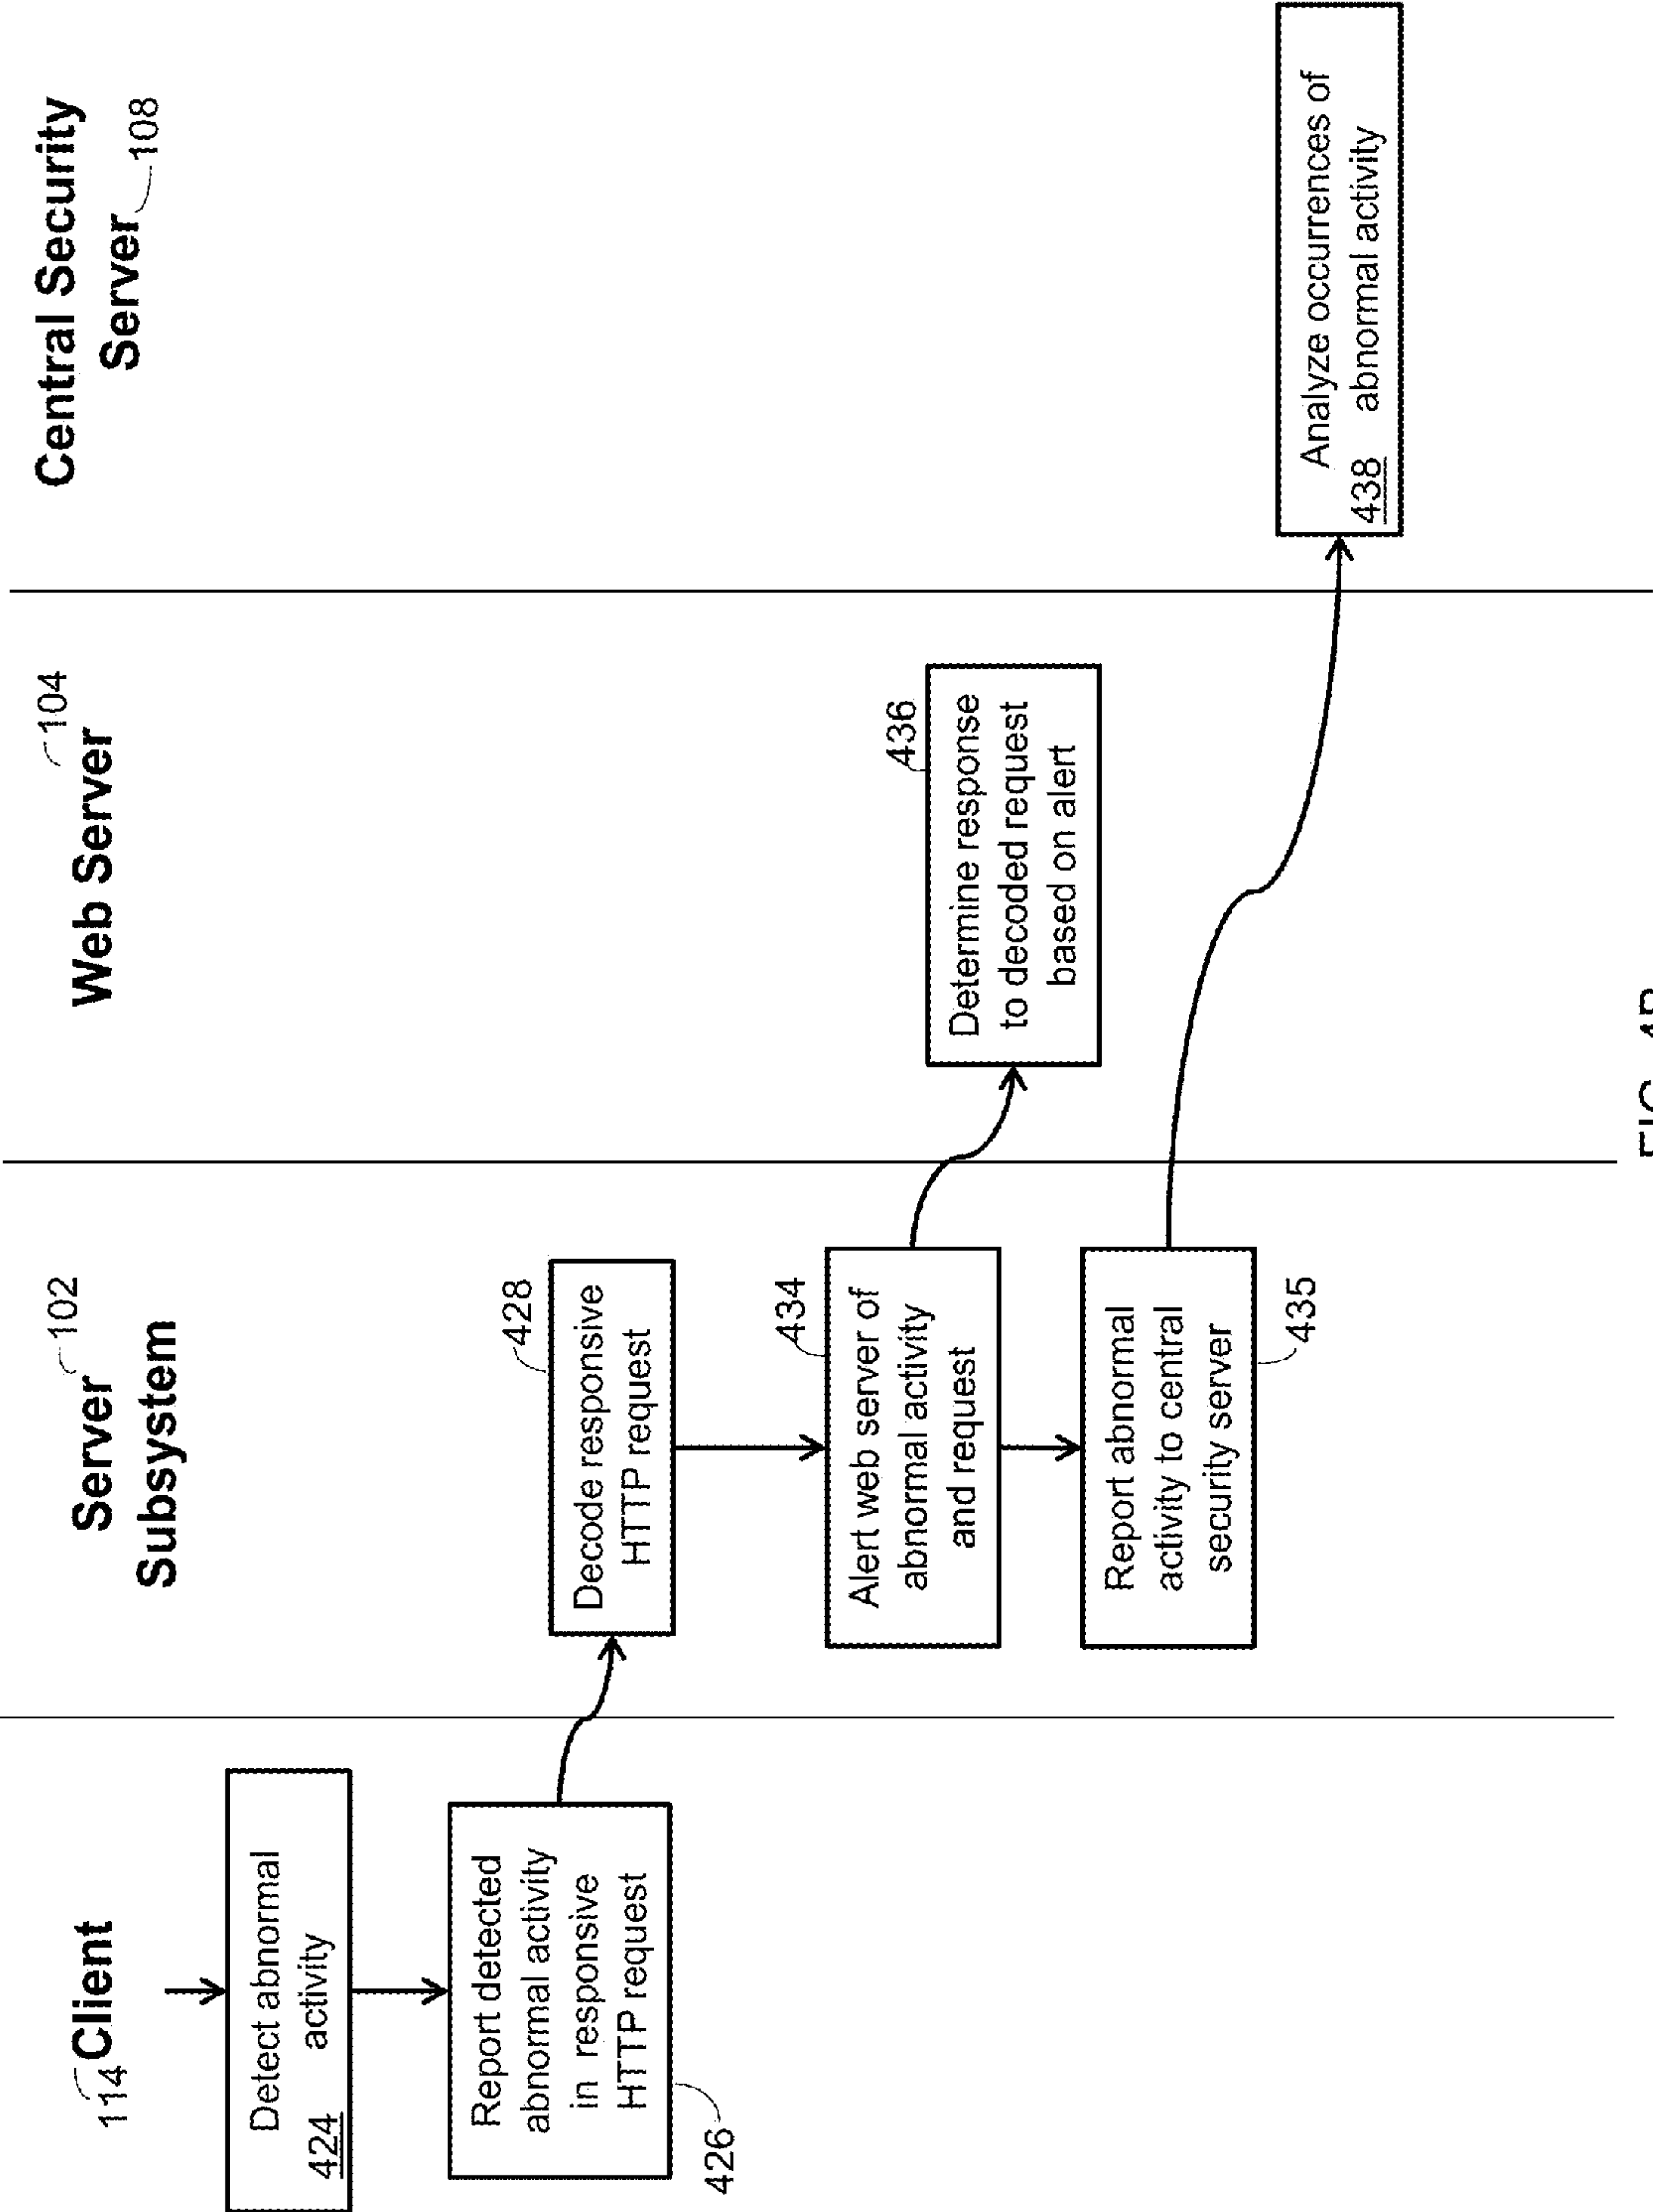 114 Client
Server 102
Subsystem
Web Server
104
Central Security
Server 108
Detect abnormal
424 activity
Report detected
abnormal activity
in responsive
HTTP request
426
428
Decode responsive
HTTP request
434
Alert web server of
abnormal activity
and request
436
Determine response
to decoded request
based on alert
Report abnormal
activity to central
security server
435
Analyze occurrences of
438 abnormal activity